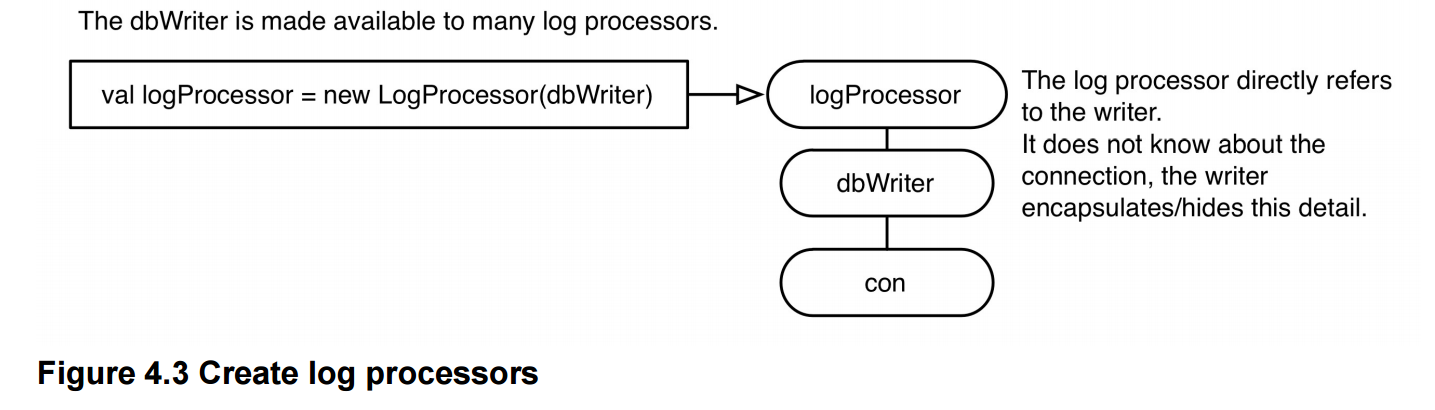 The dbWriter is made available to many log processors.
val logProcessor = new LogProcessor(dbWriter)
logProcessor
The log processor directly refers
to the writer.
It does not know about the
connection, the writer
encapsulates/hides this detail.
dbWriter
con
Figure 4.3 Create log processors